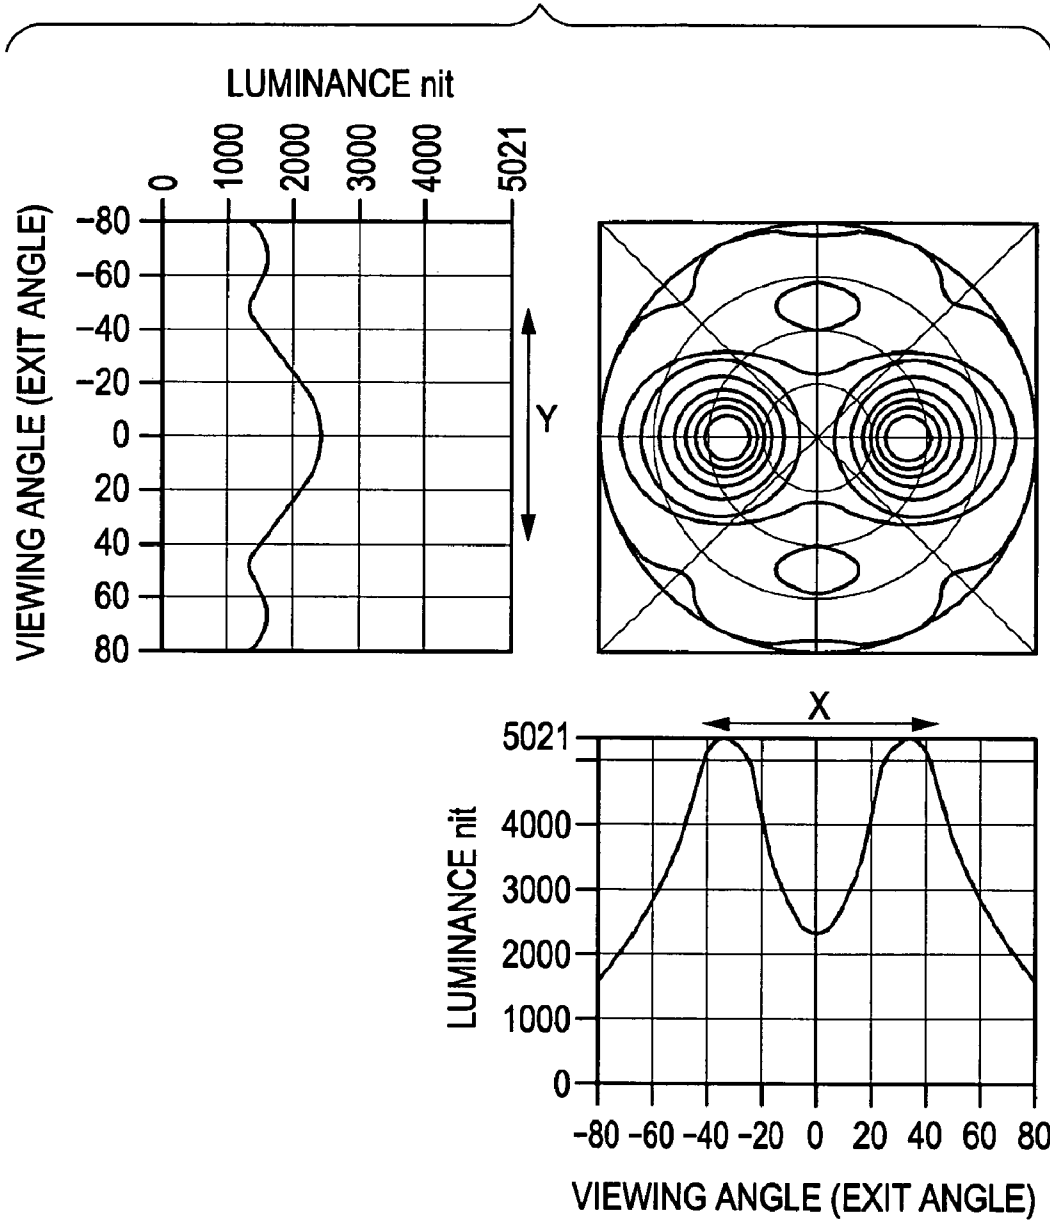 LUMINANCE nit
0 1000 2000 3000 4000 5021
VIEWING ANGLE (EXIT ANGLE)
-80
-60
-40
-20
0
20
40
60
80
Y
X
LUMINANCE nit
5021
4000
3000
2000
1000
0
-80 -60 -40 -20 0 20 40 60 80
VIEWING ANGLE (EXIT ANGLE)